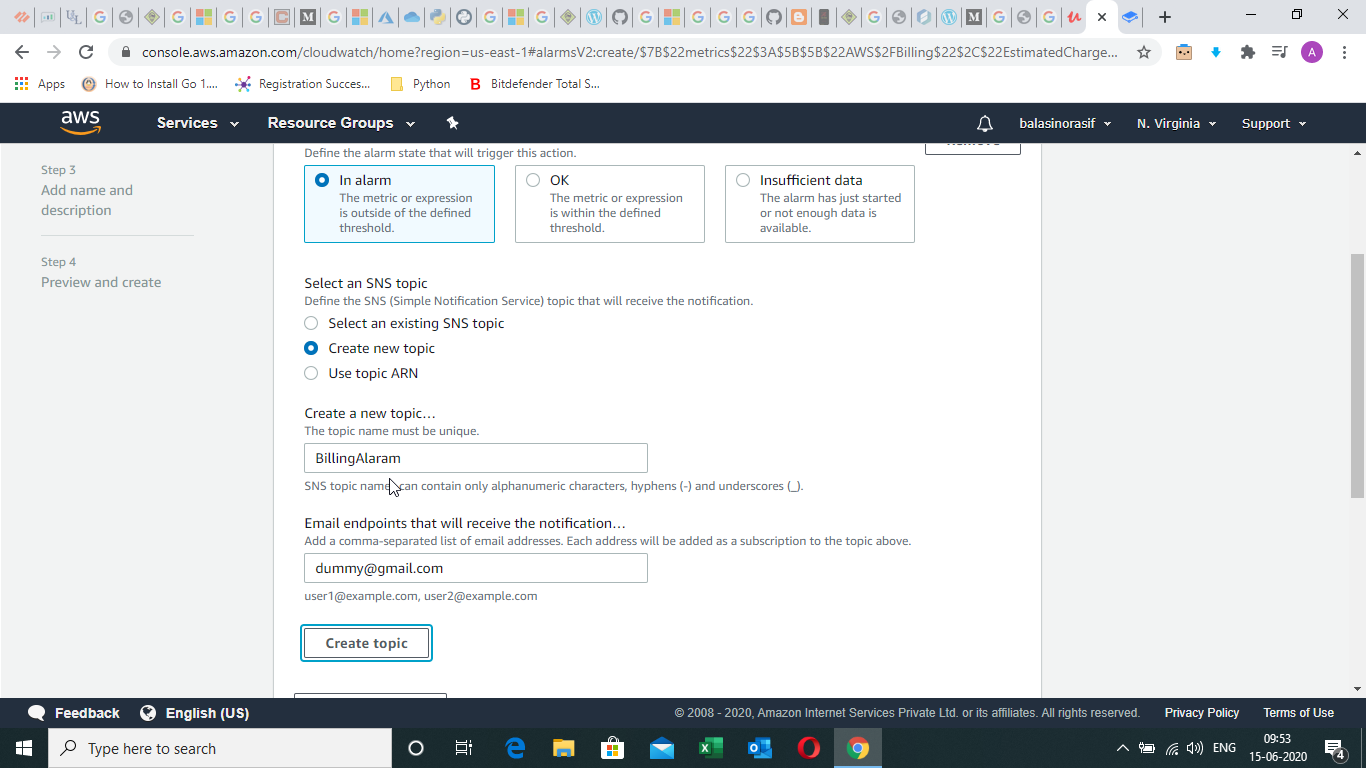 console.aws.amazon.com/cloudwatch/home?region=us-east-1#alarmsV2:create/$7B$22metrics$22$3A$5B$5B$22AWS$2FBilling$22$2C$22EstimatedCharge...
A
Apps
How to Install Go 1....
Registration Succes...
Python
B
Bitdefender Total S...
aws
Services
Resource Groups
balasinorasif
N. Virginia
Support
Step 3
Add name and
description
Step 4
Preview and create
Define the alarm state that will trigger this action.
In alarm
The metric or expression
is outside of the defined
threshold.
OK
The metric or expression
is within the defined
threshold.
Insufficient data
The alarm has just started
or not enough data is
available.
Select an SNS topic
Define the SNS (Simple Notification Service) topic that will receive the notification.
Select an existing SNS topic
Create new topic
Use topic ARN
Create a new topic…
The topic name must be unique.
BillingAlaram
SNS topic names can contain only alphanumeric characters, hyphens (-) and underscores (_).
Email endpoints that will receive the notification…
Add a comma-separated list of email addresses. Each address will be added as a subscription to the topic above.
dummy@gmail.com
user1@example.com, user2@example.com
Create topic
Feedback
English (US)
© 2008 - 2020, Amazon Internet Services Private Ltd. or its affiliates. All rights reserved.
Privacy Policy
Terms of Use
Type here to search
ENG
09:53
15-06-2020
4